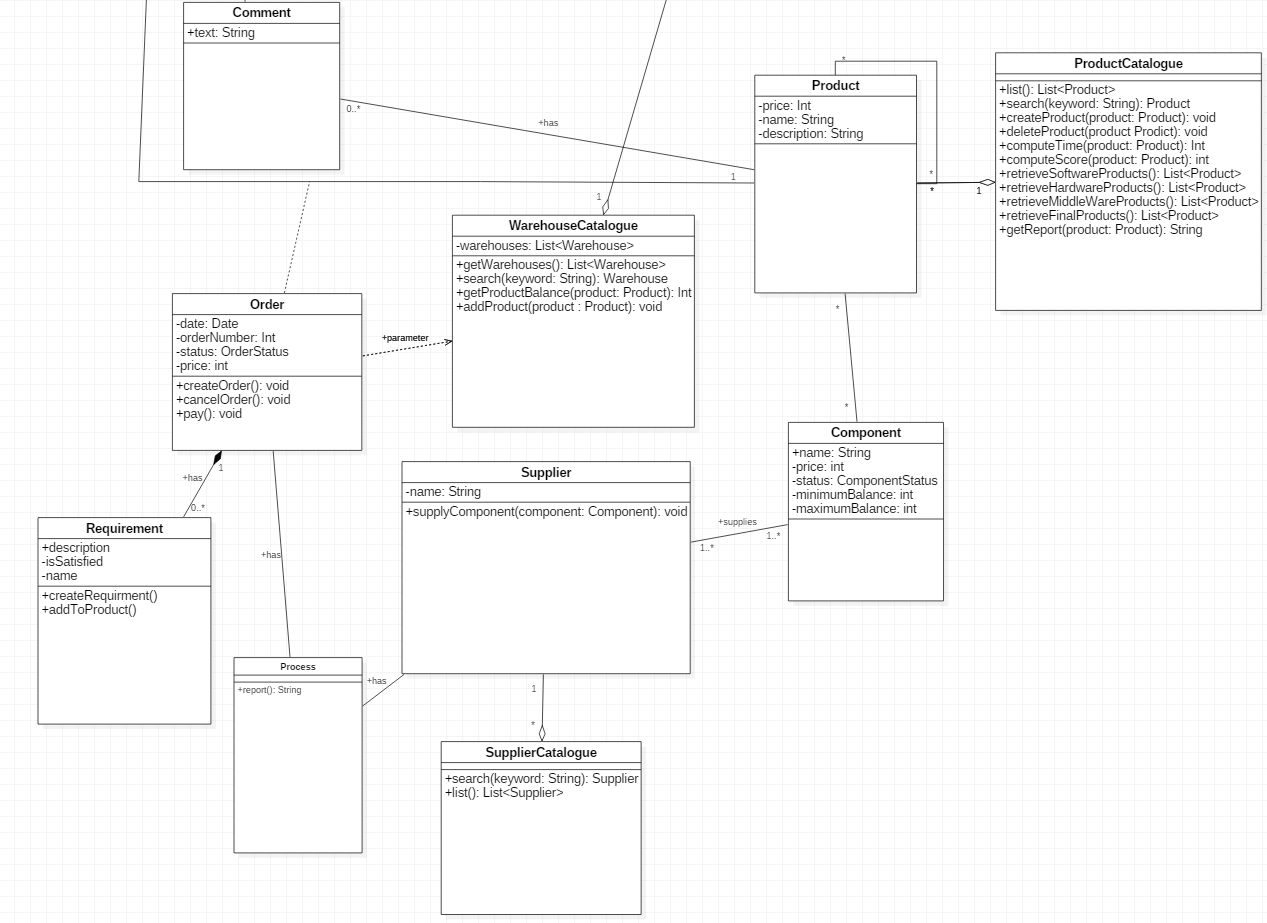 Comment
+text: String
0..*
+has
1
Product
-price: Int
-name: String
-description: String
*
*
*
1
ProductCatalogue
+list(): List<Product>
+search(keyword: String): Product
+createProduct(product: Product): void
+deleteProduct(product Prodict): void
+computeTime(product: Product): Int
+computeScore(product: Product): int
+retrieveSoftwareProducts(): List<Product>
+retrieveHardwareProducts(): List<Product>
+retrieveMiddleWareProducts(): List<Product>
+retrieveFinalProducts(): List<Product>
+getReport(product: Product): String
1
WarehouseCatalogue
-warehouses: List<Warehouse>
+getWarehouses(): List<Warehouse>
+search(keyword: String): Warehouse
+getProductBalance(product: Product): Int
+addProduct(product : Product): void
Order
-date: Date
-orderNumber: Int
-status: OrderStatus
-price: int
+createOrder(): void
+cancelOrder(): void
+pay(): void
+parameter
*
*
Component
+name: String
-price: int
-status: ComponentStatus
-minimumBalance: int
-maximumBalance: int
1
+has
0..*
Supplier
-name: String
+supplyComponent(component: Component): void
+supplies
1..*
1..*
Requirement
+description
-isSatisfied
-name
+createRequirment()
+addToProduct()
+has
Process
+report(): String
+has
1
*
SupplierCatalogue
+search(keyword: String): Supplier
+list(): List<Supplier>